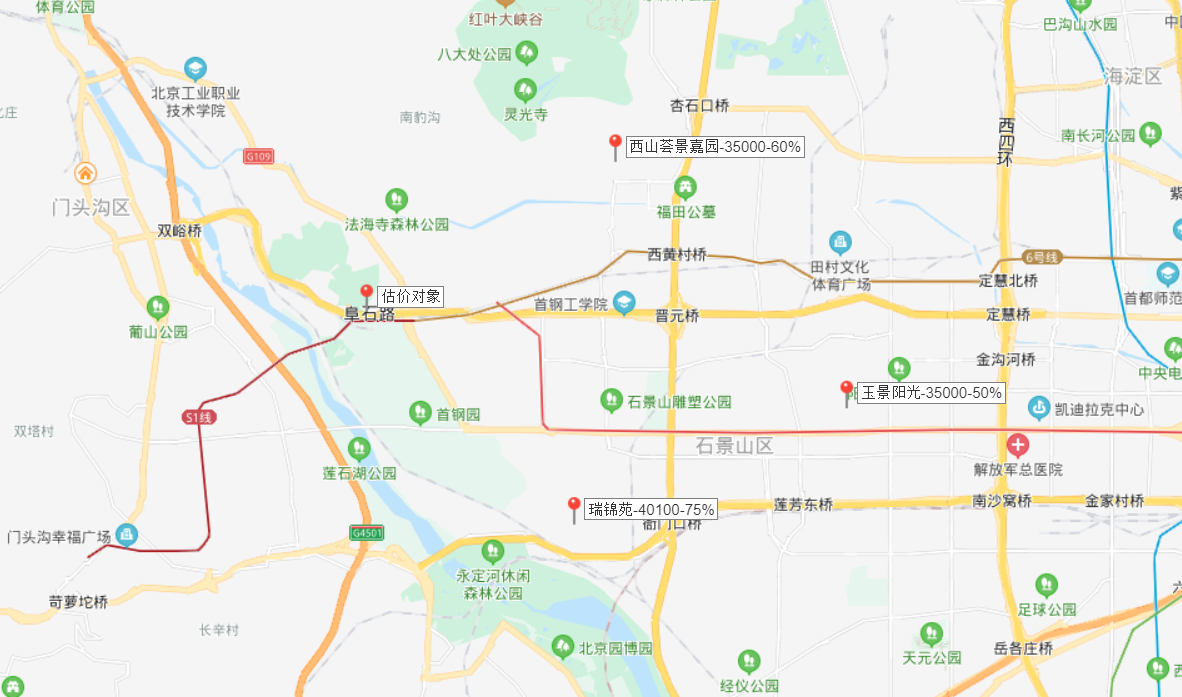 体育公园
红叶大峡谷
巴沟山水园
八大处公园
海淀区
北京工业职业
技术学院
杏石口桥
灵光寺
南豹沟
西四环
南长河公园
G109
西山荟景嘉园-35000-60%
门头沟区
法海寺森林公园
福田公墓
双峪桥
西黄村桥
田村文化
体育广场
6号线
定慧北桥
估价对象
首都师范
首钢工学院
阜石路
晋元桥
定慧桥
葡山公园
金沟河桥
中央电
玉景阳光-35000-50%
石景山雕塑公园
凯迪拉克中心
首钢园
S1线
双塔村
石景山区
莲石湖公园
解放军总医院
瑞锦苑-40100-75%
莲芳东桥
南沙窝桥
金家村桥
衙门口桥
G4501
门头沟幸福广场
永定河休闲
森林公园
苛萝坨桥
足球公园
长辛村
北京园博园
天元公园
岳各庄桥
经仪公园